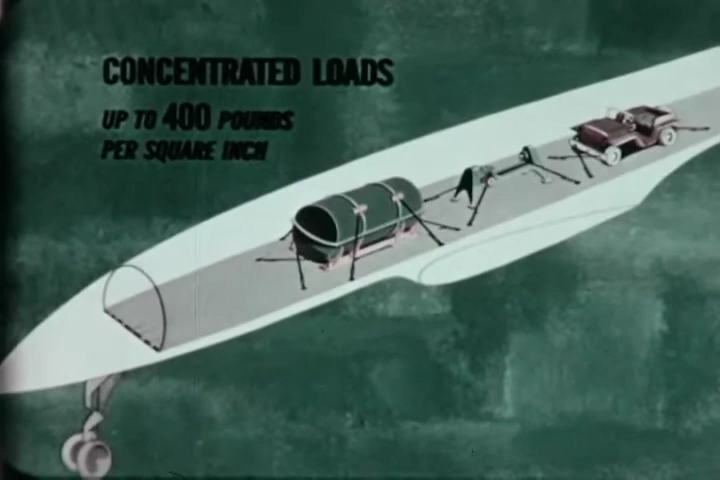 CONCENTRATED LOADS
UP TO 400 POUNDS
PER SQUARE INCH